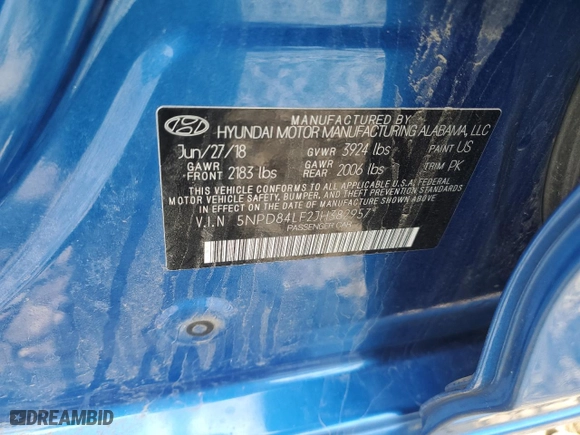 MANUFACTURED BY
HYUNDAI MOTOR MANUFACTURING ALABAMA, LLC
Jun/27/18 GVWR 3924 lbs PAINT US
GAWR FRONT 2183 lbs GAWR REAR 2006 lbs TRIM PK
THIS VEHICLE CONFORMS TO ALL APPLICABLE U.S.A. FEDERAL
MOTOR VEHICLE SAFETY, BUMPER, AND THEFT PREVENTION
STANDARDS IN EFFECT ON THE DATE OF MANUFACTURE
V.I.N 5NPD84LF2JH382957
PASSENGER CAR
DREAMBID